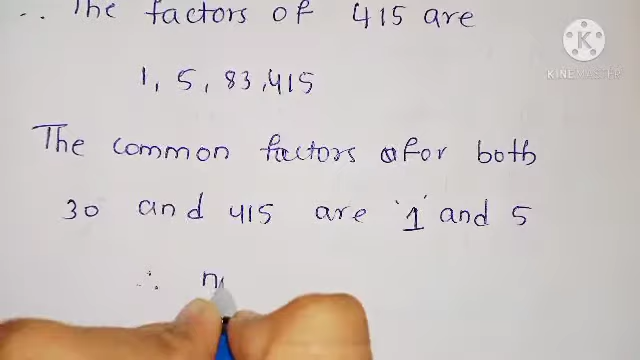 ∴ The factors of 415 are
KINEMASTER
1, 5, 83, 415
The common factors for both
30 and 415 are '1' and 5
∴